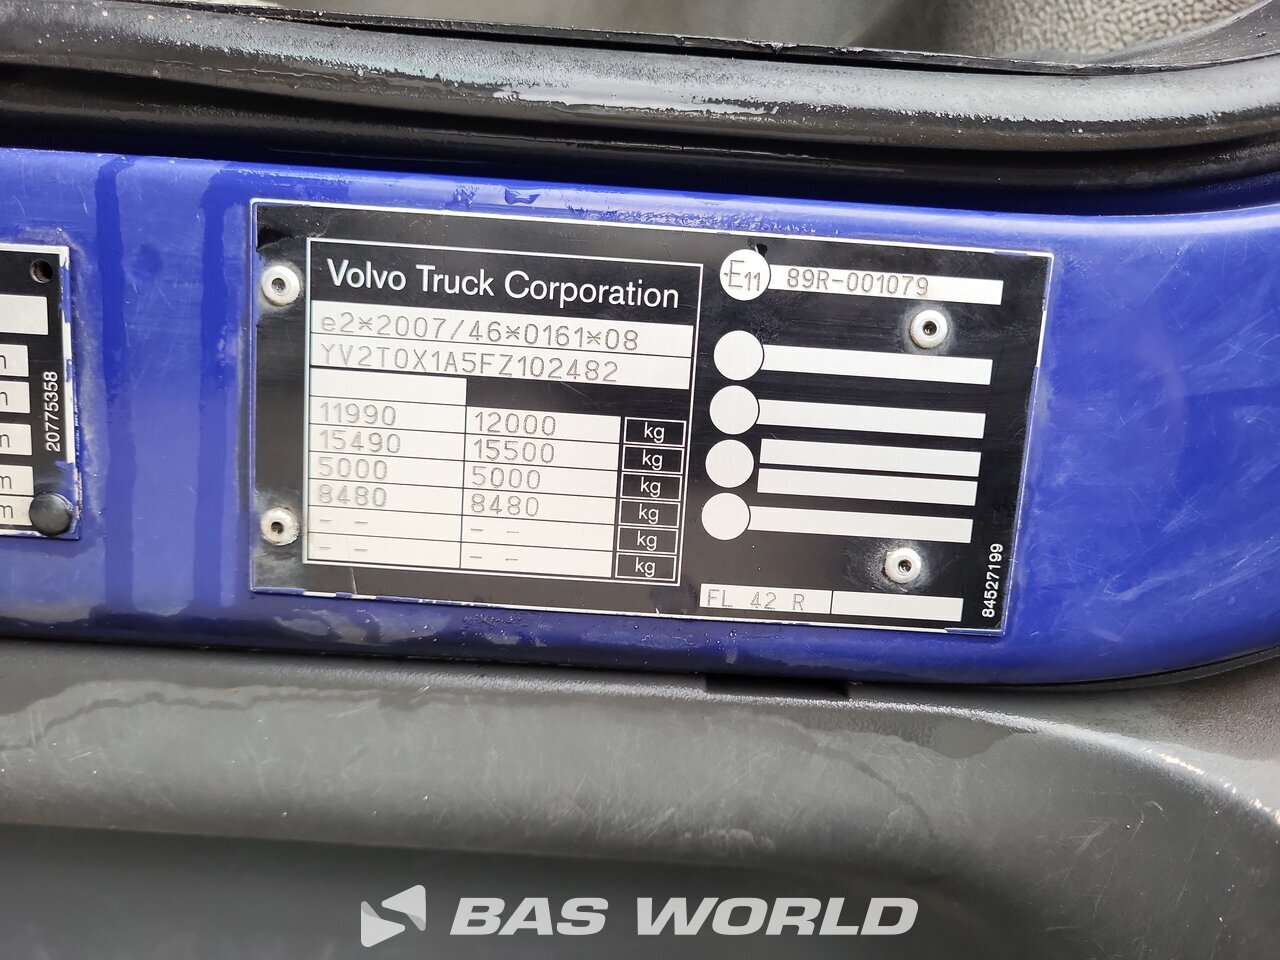 m
m
m
m
m
20775358
Volvo Truck Corporation
e2*2007/46*0161*08
YV2T0X1A5FZ102482
11990 12000 kg
15490 15500 kg
5000 5000 kg
8480 8480 kg
– – – – kg
– – – – kg
E11 89R-001079
FL 42 R
84527199
BAS WORLD